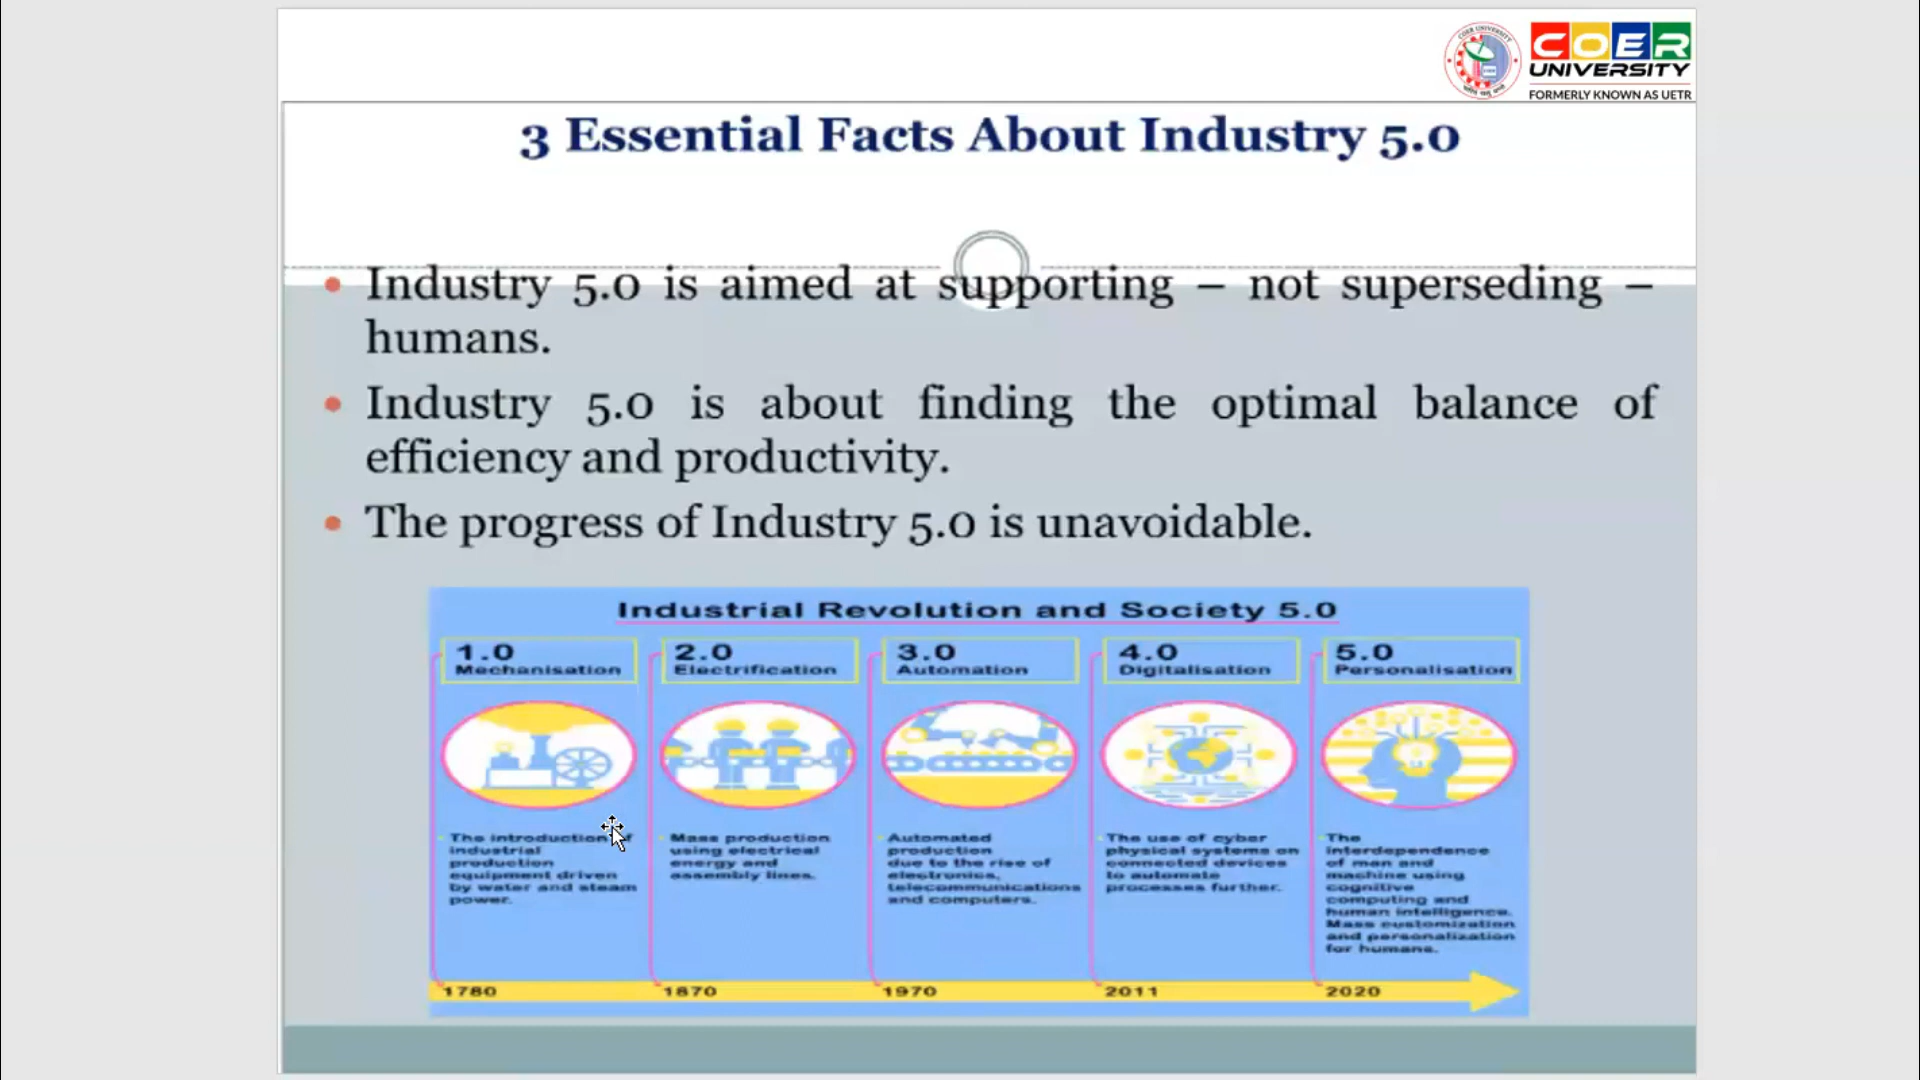 COER UNIVERSITY
COER
UNIVERSITY
FORMERLY KNOWN AS UETR
3 Essential Facts About Industry 5.0
Industry 5.0 is aimed at supporting – not superseding –
humans.
Industry 5.0 is about finding the optimal balance of
efficiency and productivity.
The progress of Industry 5.0 is unavoidable.
Industrial Revolution and Society 5.0
1.0
Mechanisation
2.0
Electrification
3.0
Automation
4.0
Digitalisation
5.0
Personalisation
The introduction of
industrial
production
equipment driven
by water and steam
power.
Mass production
using electrical
energy and
assembly lines.
Automated
production
due to the rise of
electronics,
telecommunications
and computers.
The use of cyber
physical systems on
connected devices
to automate
processes further.
The
interdependence
of man and
machine using
cognitive
computing and
human intelligence.
Mass customization
and personalization
for humans.
1780
1870
1970
2011
2020